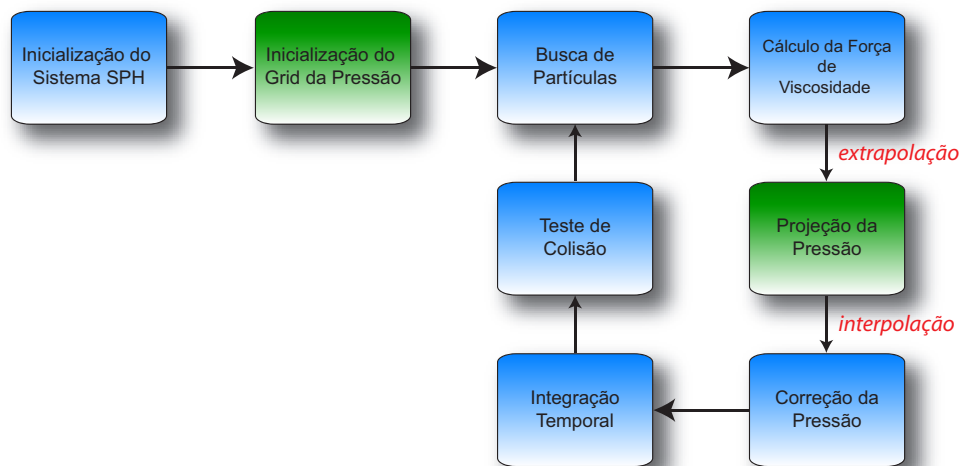 Inicialização do
Sistema SPH
Inicialização do
Grid da Pressão
Busca de
Partículas
Cálculo da Força
de
Viscosidade
extrapolação
Teste de
Colisão
Projeção da
Pressão
interpolação
Integração
Temporal
Correção da
Pressão